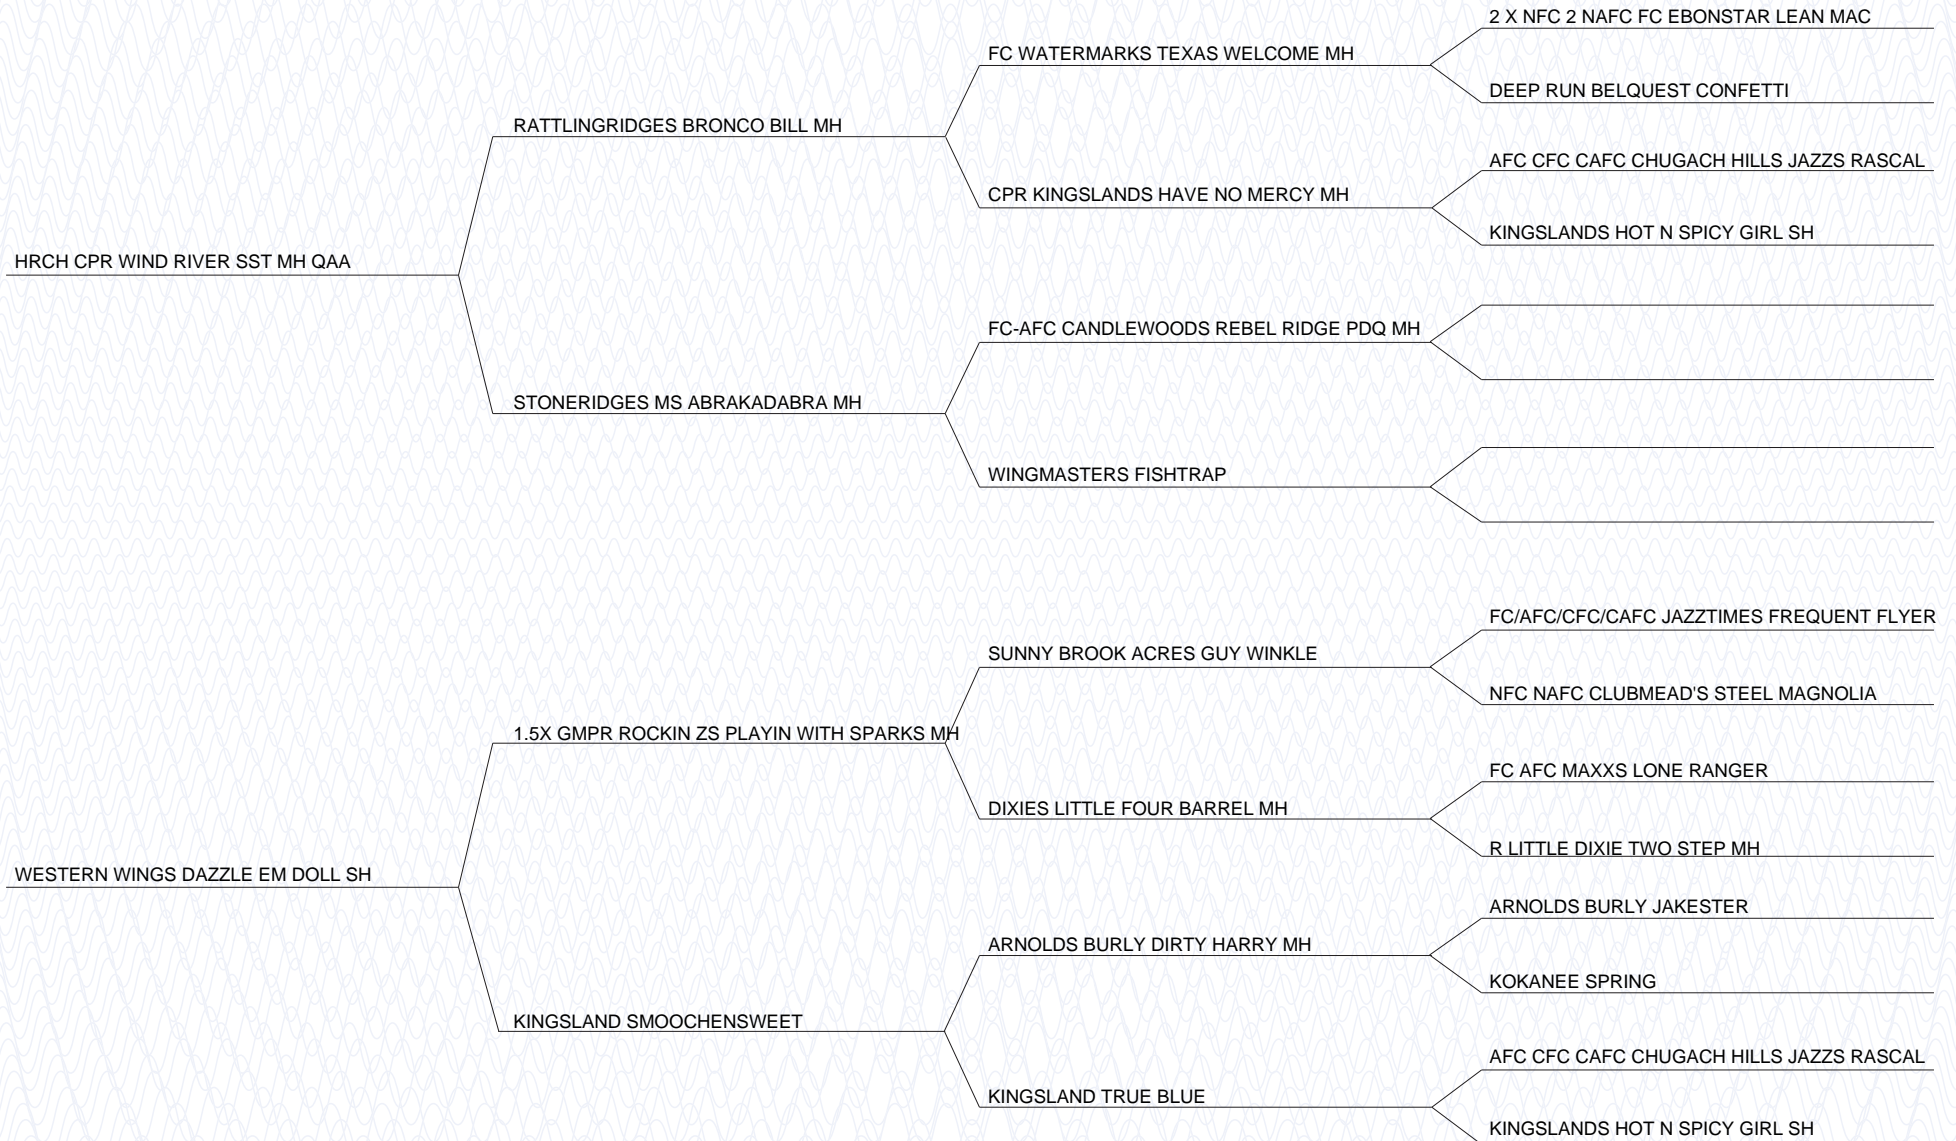 2 X NFC 2 NAFC FC EBONSTAR LEAN MAC
FC WATERMARKS TEXAS WELCOME MH
DEEP RUN BELQUEST CONFETTI
RATTLINGRIDGES BRONCO BILL MH
AFC CFC CAFC CHUGACH HILLS JAZZS RASCAL
CPR KINGSLANDS HAVE NO MERCY MH
KINGSLANDS HOT N SPICY GIRL SH
HRCH CPR WIND RIVER SST MH QAA
FC-AFC CANDLEWOODS REBEL RIDGE PDQ MH
STONERIDGES MS ABRAKADABRA MH
WINGMASTERS FISHTRAP
FC/AFC/CFC/CAFC JAZZTIMES FREQUENT FLYER
SUNNY BROOK ACRES GUY WINKLE
NFC NAFC CLUBMEAD'S STEEL MAGNOLIA
1.5X GMPR ROCKIN ZS PLAYIN WITH SPARKS MH
FC AFC MAXXS LONE RANGER
DIXIES LITTLE FOUR BARREL MH
R LITTLE DIXIE TWO STEP MH
WESTERN WINGS DAZZLE EM DOLL SH
ARNOLDS BURLY JAKESTER
ARNOLDS BURLY DIRTY HARRY MH
KOKANEE SPRING
KINGSLAND SMOOCHENSWEET
AFC CFC CAFC CHUGACH HILLS JAZZS RASCAL
KINGSLAND TRUE BLUE
KINGSLANDS HOT N SPICY GIRL SH